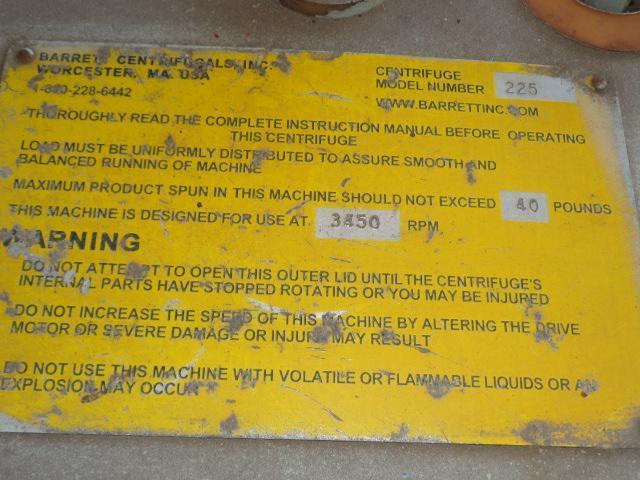 BARRETT CENTRIFUGALS, INC.
WORCESTER, MA. USA
1-800-228-6442
CENTRIFUGE
MODEL NUMBER 225
WWW.BARRETTINC.COM
THOROUGHLY READ THE COMPLETE INSTRUCTION MANUAL BEFORE OPERATING
THIS CENTRIFUGE
LOAD MUST BE UNIFORMLY DISTRIBUTED TO ASSURE SMOOTH AND
BALANCED RUNNING OF MACHINE
MAXIMUM PRODUCT SPUN IN THIS MACHINE SHOULD NOT EXCEED 40 POUNDS
THIS MACHINE IS DESIGNED FOR USE AT 3450 RPM
WARNING
DO NOT ATTEMPT TO OPEN THIS OUTER LID UNTIL THE CENTRIFUGE'S
INTERNAL PARTS HAVE STOPPED ROTATING OR YOU MAY BE INJURED
DO NOT INCREASE THE SPEED OF THIS MACHINE BY ALTERING THE DRIVE
MOTOR OR SEVERE DAMAGE OR INJURY MAY RESULT
DO NOT USE THIS MACHINE WITH VOLATILE OR FLAMMABLE LIQUIDS OR AN
EXPLOSION MAY OCCUR